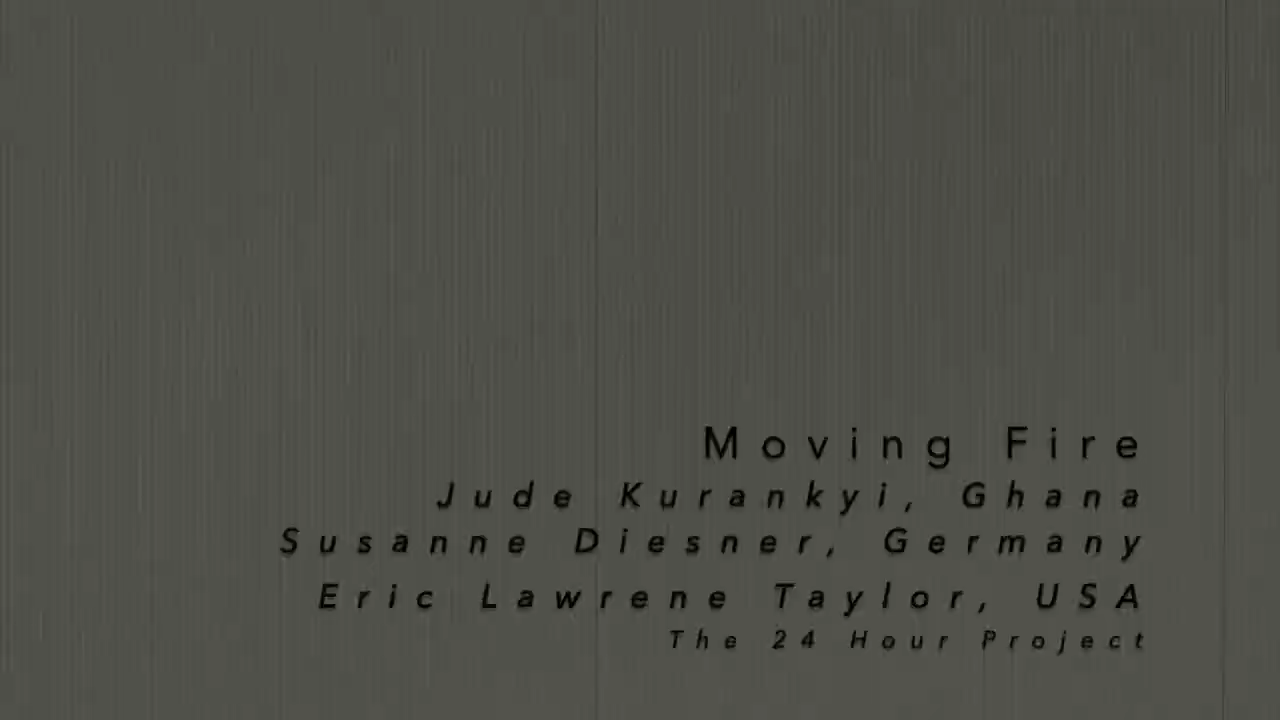 Moving Fire
Jude Kurankyi, Ghana
Susanne Diesner, Germany
Eric Lawrene Taylor, USA
The 24 Hour Project